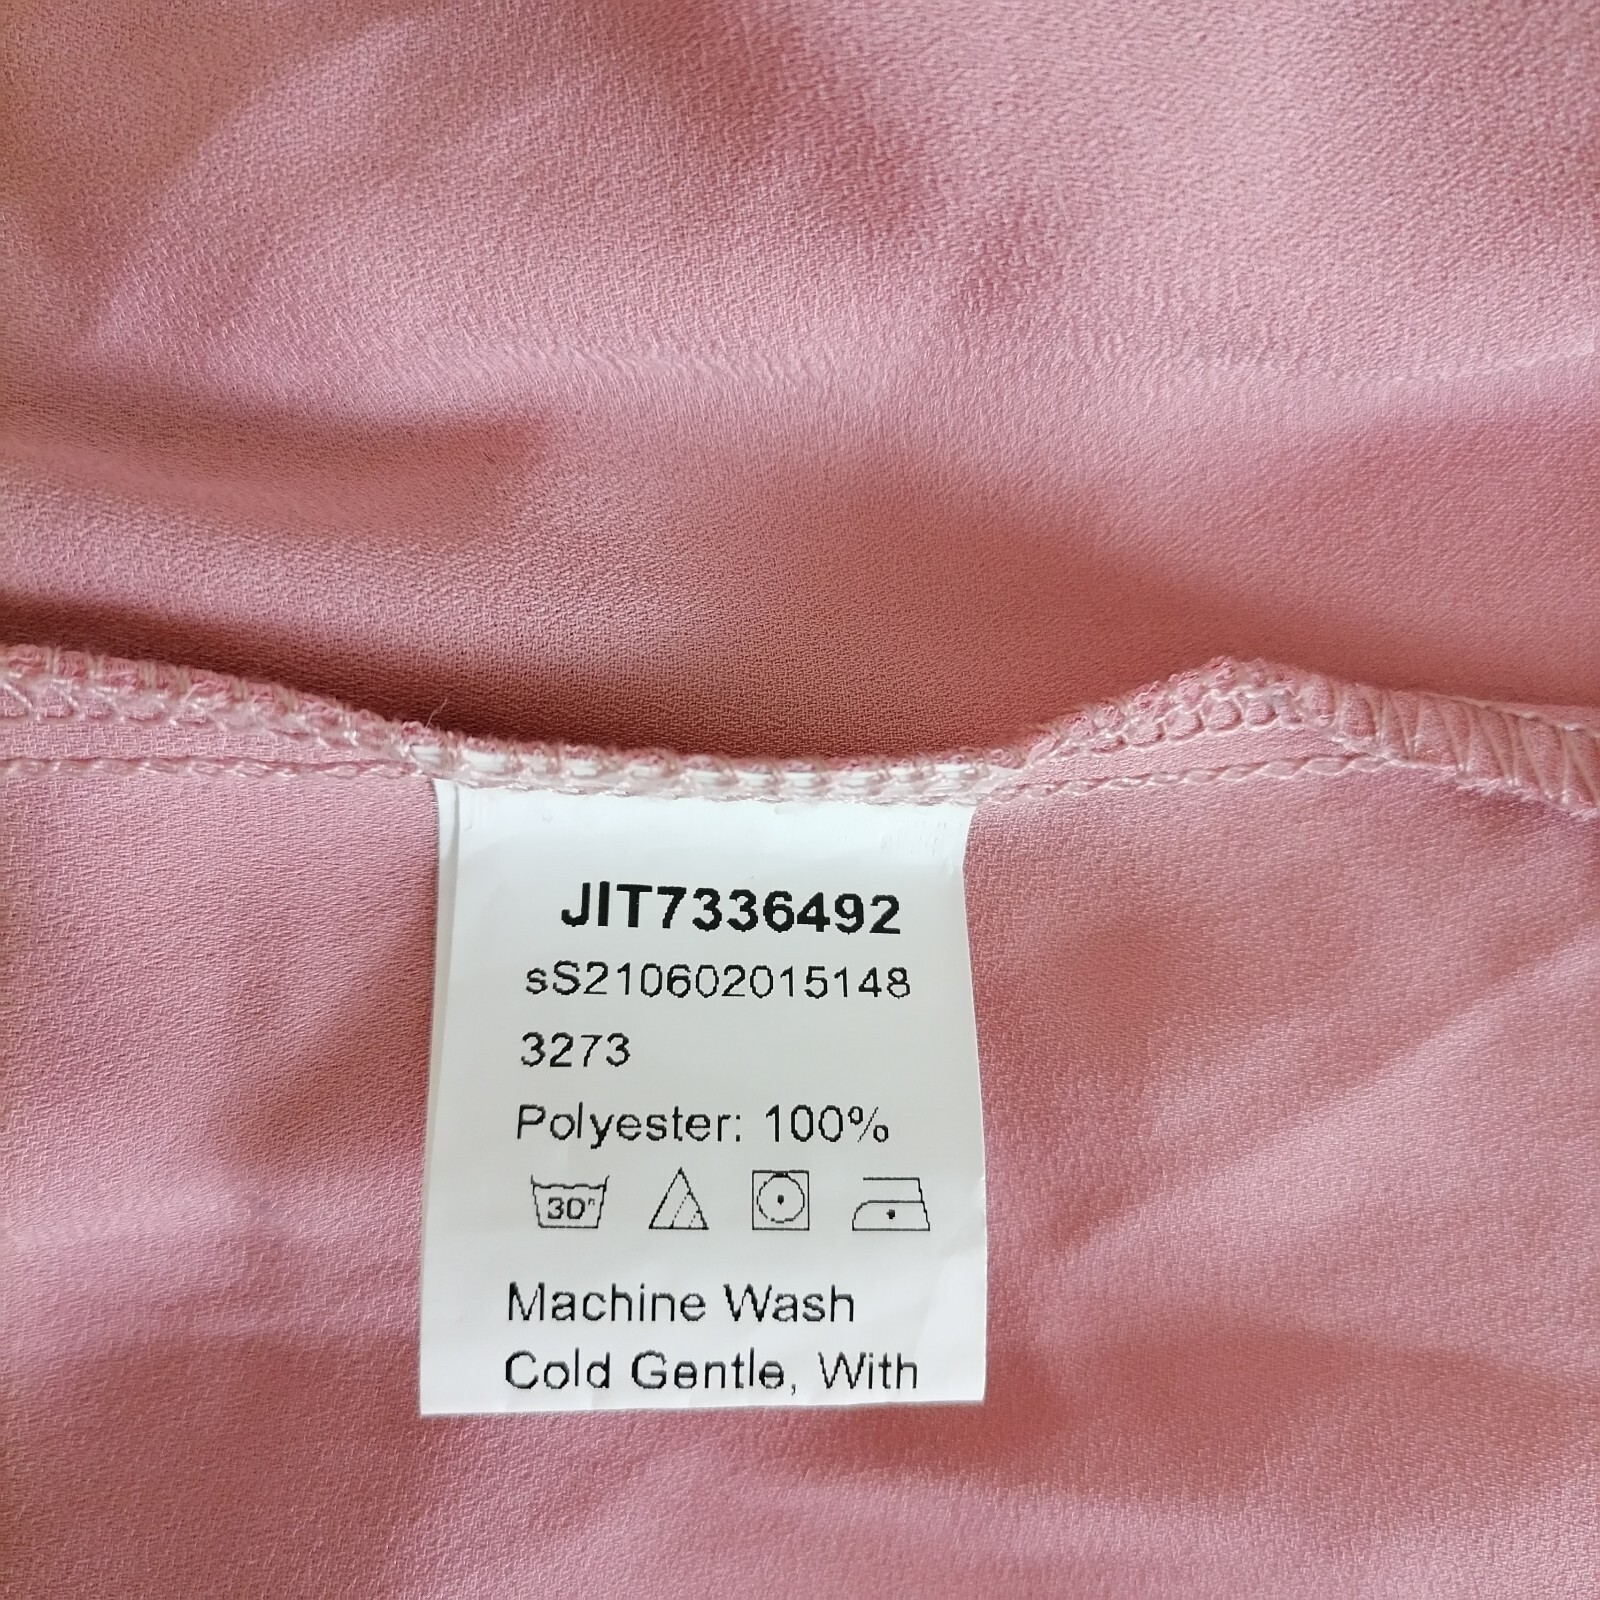 JIT7336492
sS210602015148
3273
Polyester: 100%
30°
Machine Wash
Cold Gentle, With